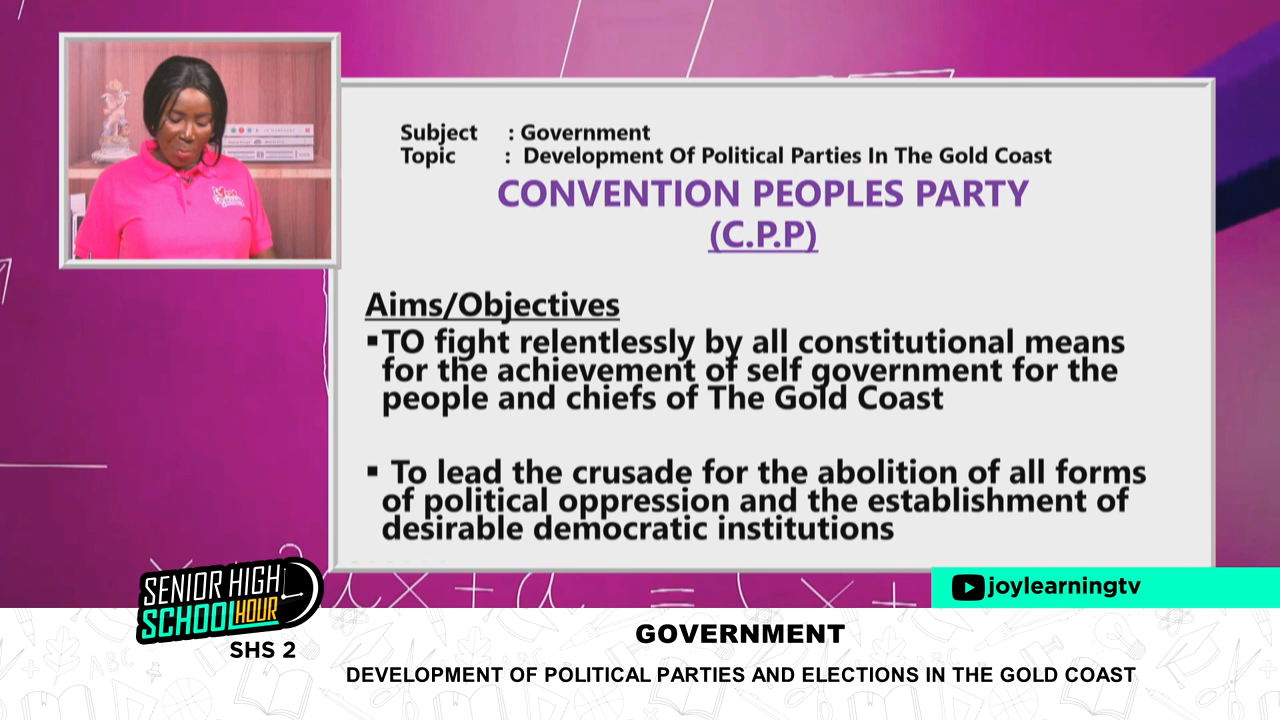 Subject : Government
Topic : Development Of Political Parties In The Gold Coast
CONVENTION PEOPLES PARTY
(C.P.P)
Aims/Objectives
▪TO fight relentlessly by all constitutional means
for the achievement of self government for the
people and chiefs of The Gold Coast
▪ To lead the crusade for the abolition of all forms
of political oppression and the establishment of
desirable democratic institutions
joylearningtv
SENIOR HIGH
SCHOOL HOUR
SHS 2
GOVERNMENT
DEVELOPMENT OF POLITICAL PARTIES AND ELECTIONS IN THE GOLD COAST